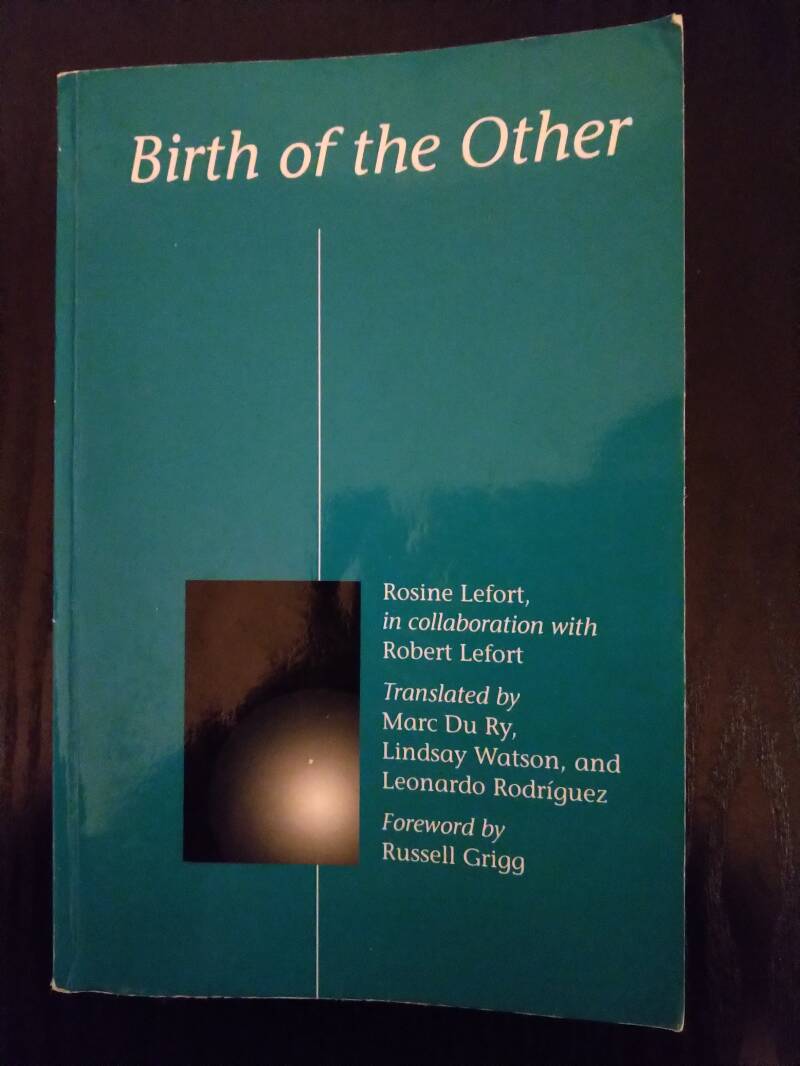 Birth of the Other
Rosine Lefort,
in collaboration with
Robert Lefort
Translated by
Marc Du Ry,
Lindsay Watson, and
Leonardo Rodríguez
Foreword by
Russell Grigg